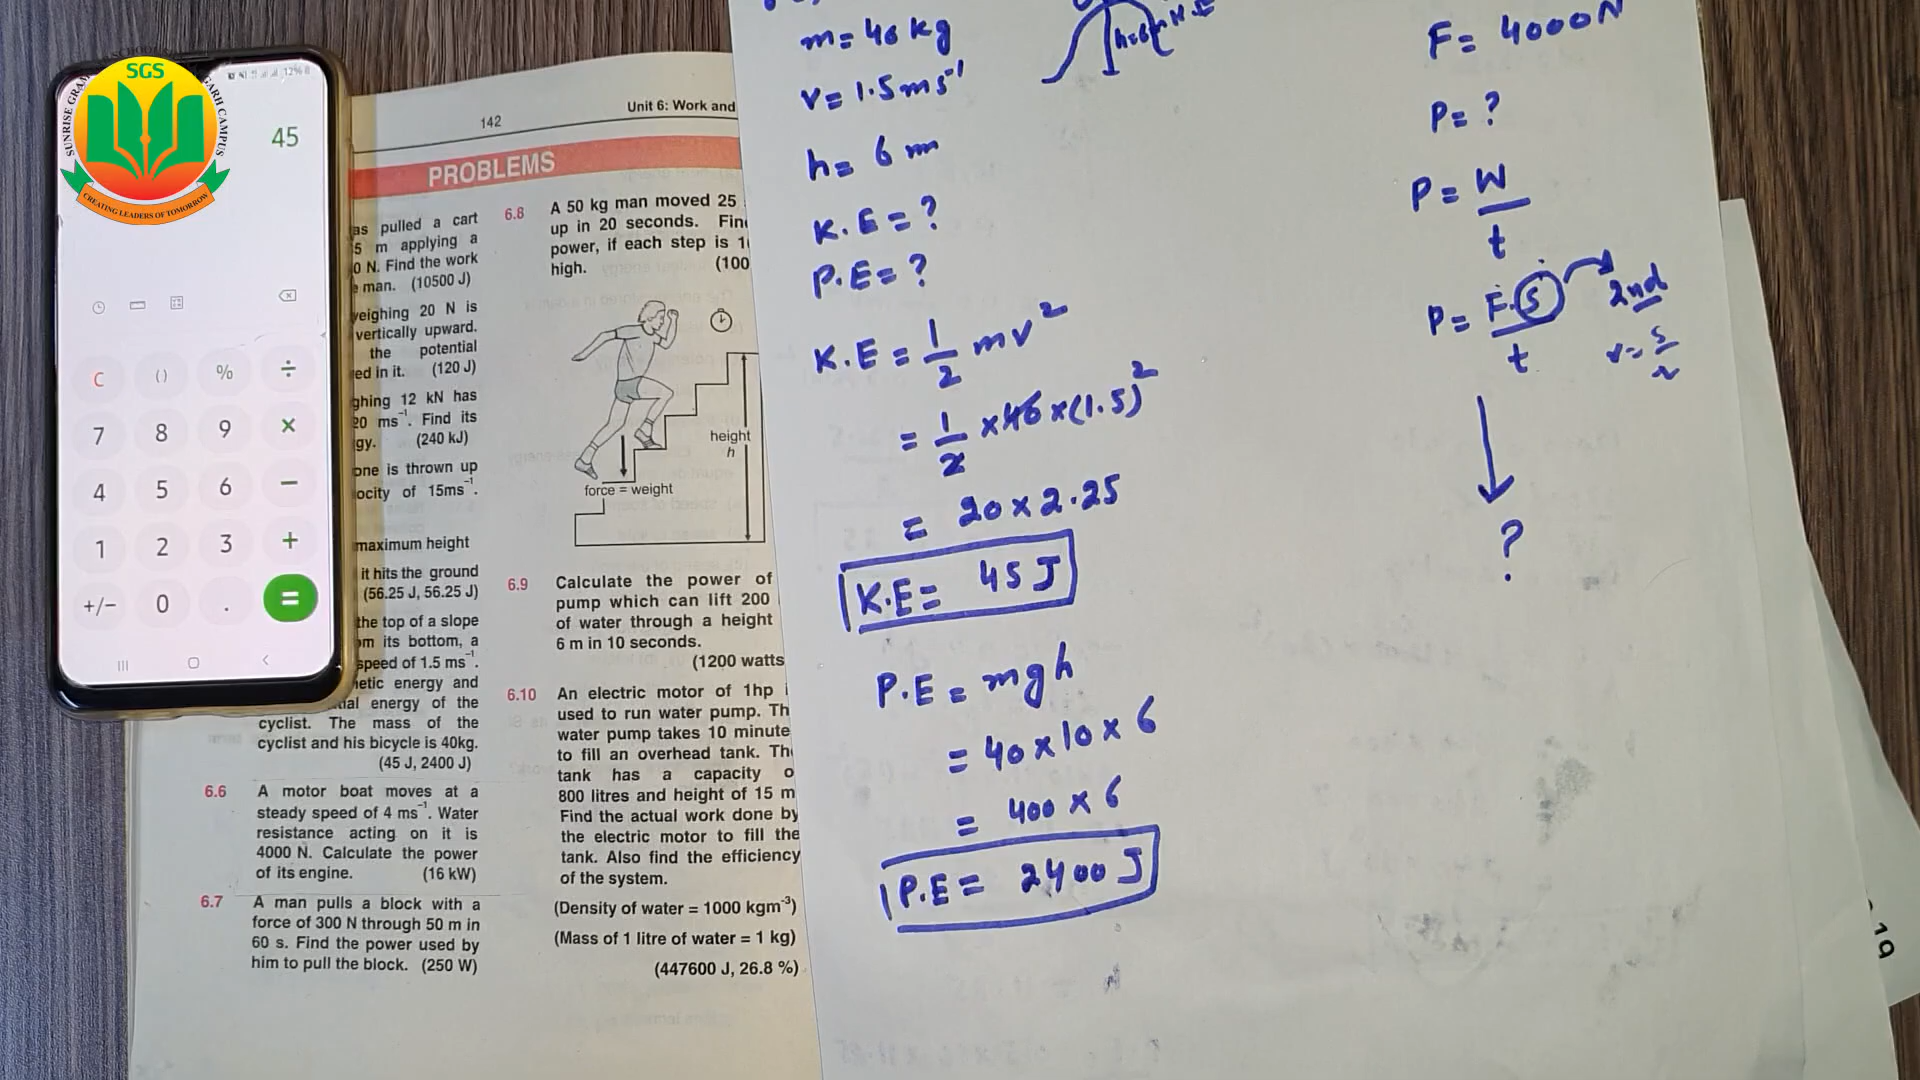 SGS
SUNRISE GRA
GARH CAMPUS
CREATING LEADERS OF TOMORROW
12%
45
C
()
%
÷
7
8
9
×
4
5
6
−
1
2
3
+
+/−
0
.
=
142
Unit 6: Work and
PROBLEMS
as pulled a cart
5 m applying a
0 N. Find the work
e man. (10500 J)
weighing 20 N is
vertically upward.
the potential
ed in it. (120 J)
ghing 12 kN has
20 ms⁻¹. Find its
gy. (240 kJ)
one is thrown up
ocity of 15ms⁻¹.
maximum height
it hits the ground
(56.25 J, 56.25 J)
the top of a slope
om its bottom, a
speed of 1.5 ms⁻¹.
etic energy and
tial energy of the
cyclist. The mass of the
cyclist and his bicycle is 40kg.
(45 J, 2400 J)
6.6 A motor boat moves at a
steady speed of 4 ms⁻¹. Water
resistance acting on it is
4000 N. Calculate the power
of its engine. (16 kW)
6.7 A man pulls a block with a
force of 300 N through 50 m in
60 s. Find the power used by
him to pull the block. (250 W)
6.8 A 50 kg man moved 25
up in 20 seconds. Find
power, if each step is 1
high. (100
height
h
force = weight
6.9 Calculate the power of
pump which can lift 200
of water through a height
6 m in 10 seconds.
(1200 watts
6.10 An electric motor of 1hp i
used to run water pump. Th
water pump takes 10 minute
to fill an overhead tank. Th
tank has a capacity o
800 litres and height of 15 m
Find the actual work done by
the electric motor to fill the
tank. Also find the efficiency
of the system.
(Density of water = 1000 kgm⁻³)
(Mass of 1 litre of water = 1 kg)
(447600 J, 26.8 %)
m= 40 kg
v= 1.5 ms⁻¹
h= 6 m
K.E = ?
P.E = ?
K.E = 1/2 mv²
= 1/2 × 40 × (1.5)²
= 20 × 2.25
K.E = 45 J
P.E = mgh
= 40 × 10 × 6
= 400 × 6
P.E = 2400 J
F = 4000 N
P = ?
P = W/t
P = F.S/t
2nd
?
19